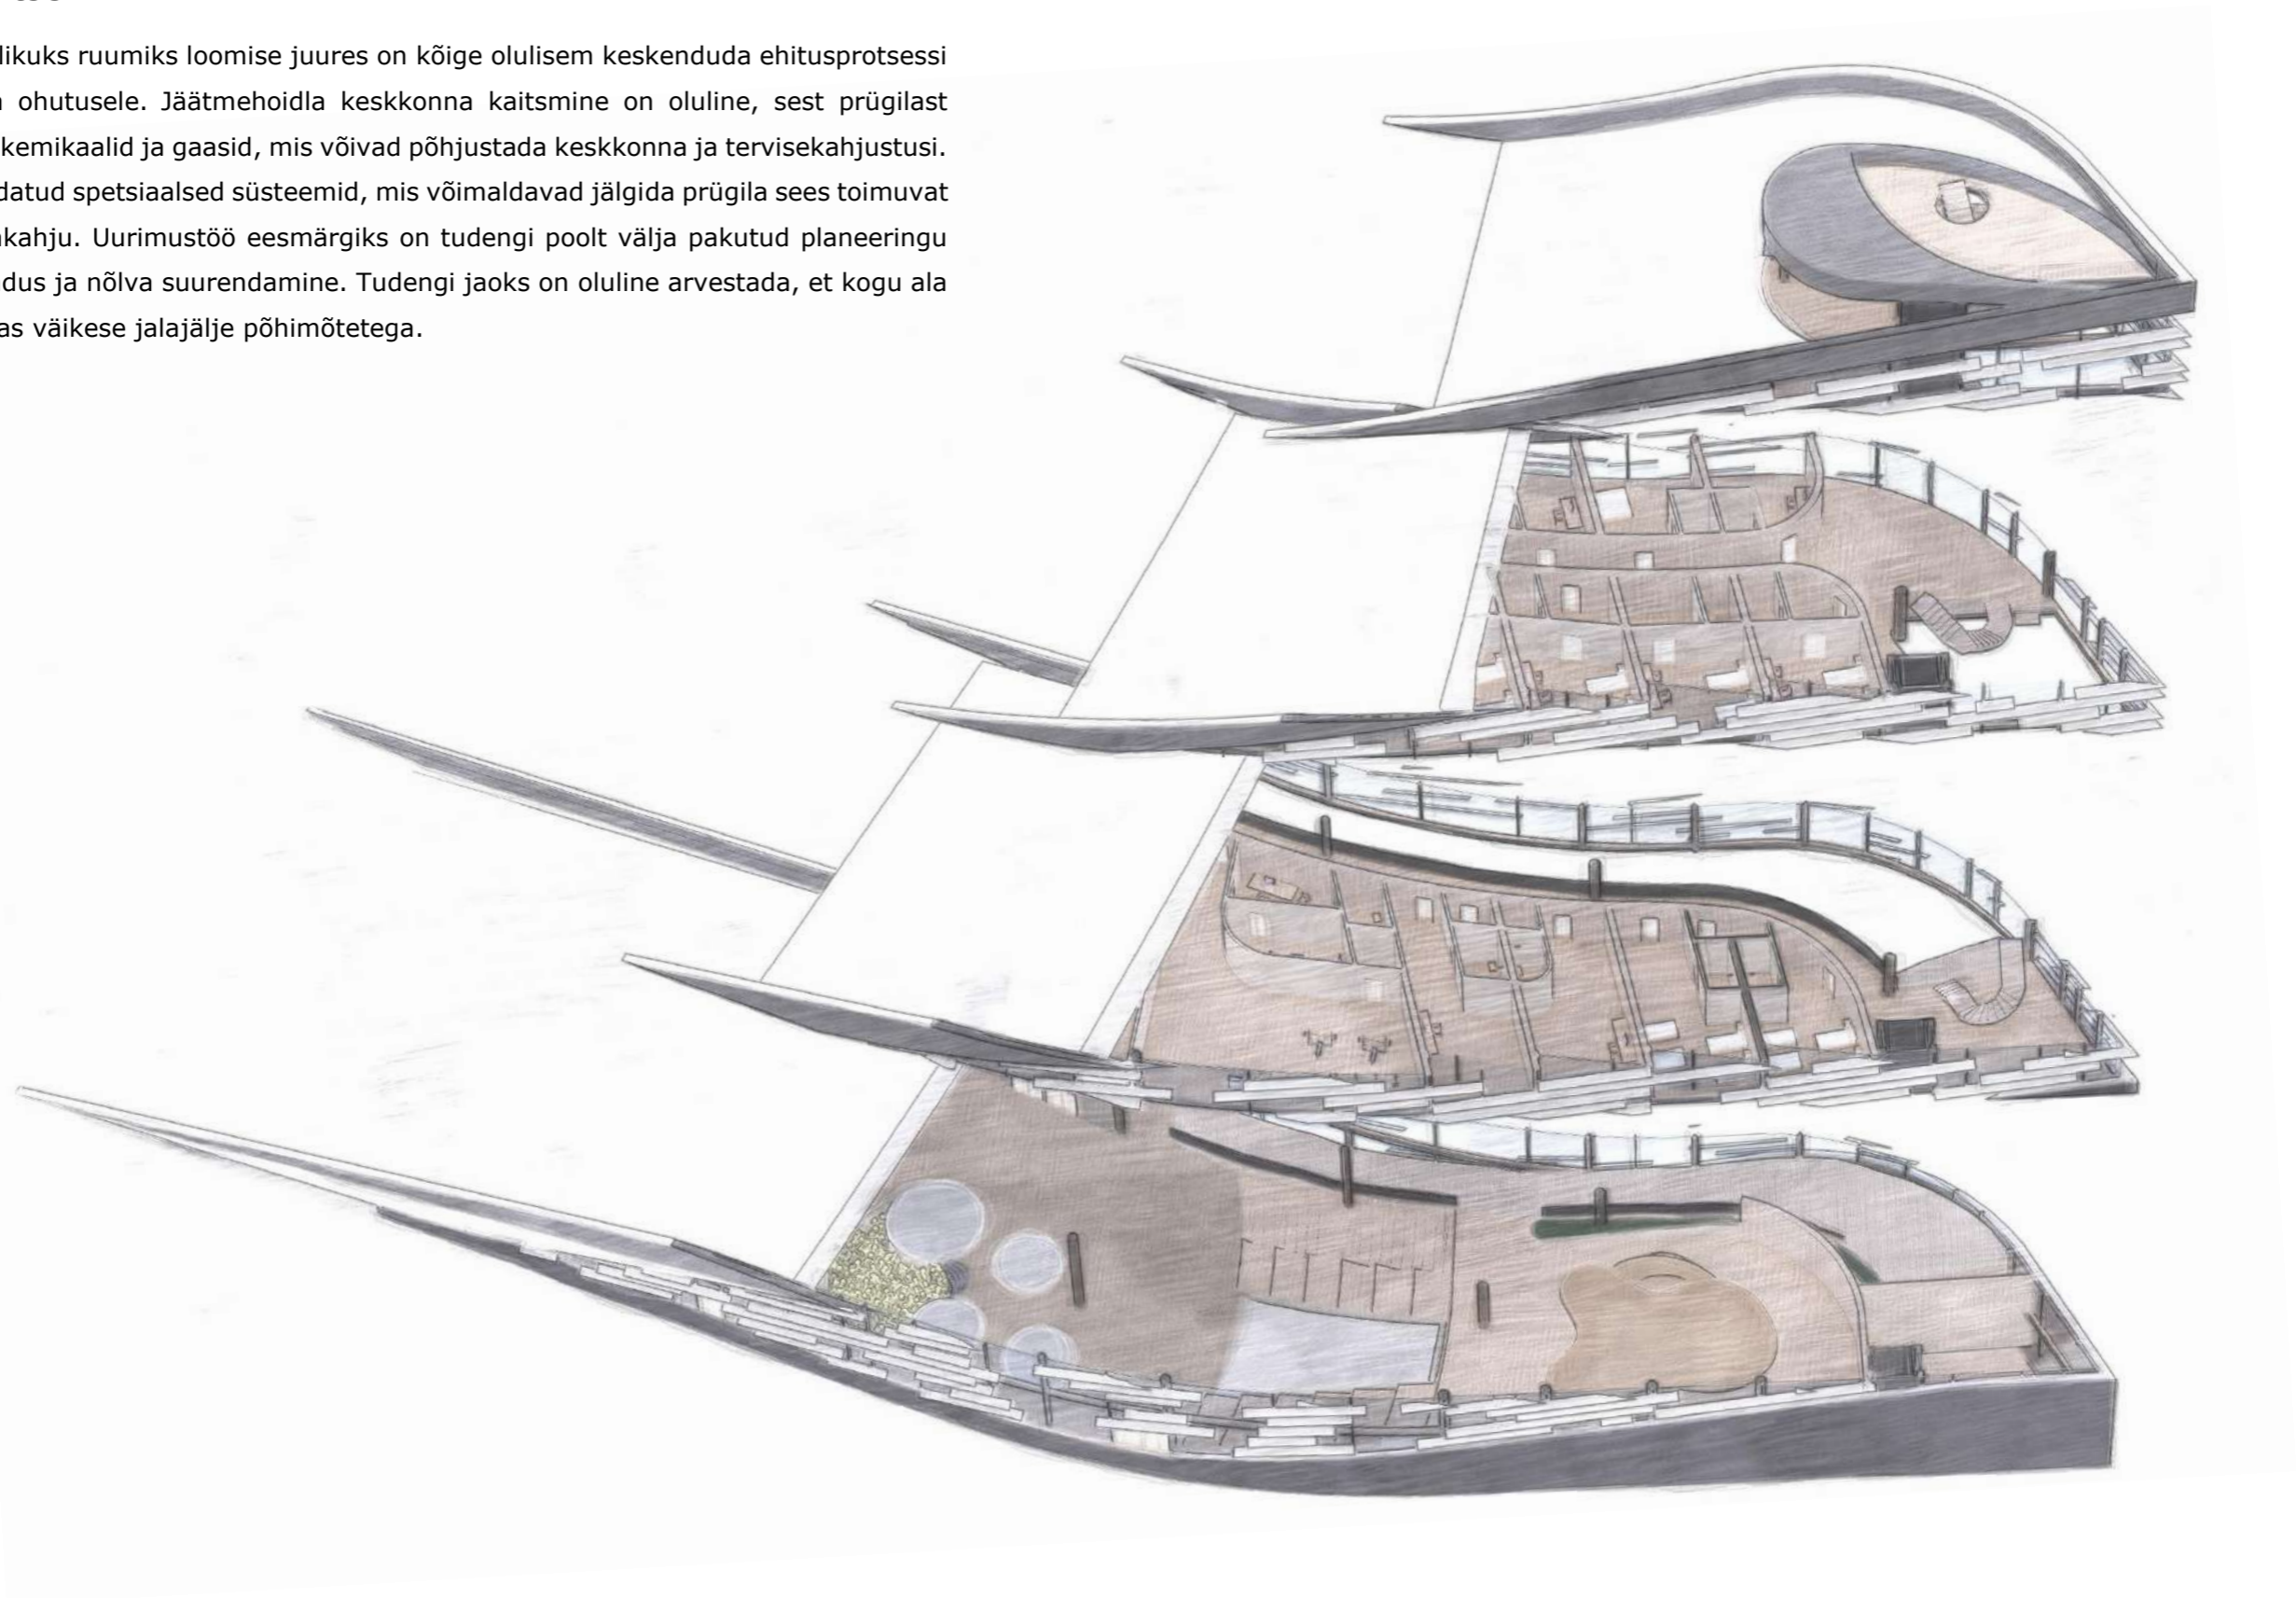 likuks ruumiks loomise juures on kõige olulisem keskenduda ehitusprotsessi
ohutusele. Jäätmehoidla keskkonna kaitsmine on oluline, sest prügilast
kemikaalid ja gaasid, mis võivad põhjustada keskkonna ja tervisekahjustusi.
datud spetsiaalsed süsteemid, mis võimaldavad jälgida prügila sees toimuvat
kahju. Uurimustöö eesmärgiks on tudengi poolt välja pakutud planeeringu
dus ja nõlva suurendamine. Tudengi jaoks on oluline arvestada, et kogu ala
as väikese jalajälje põhimõtetega.